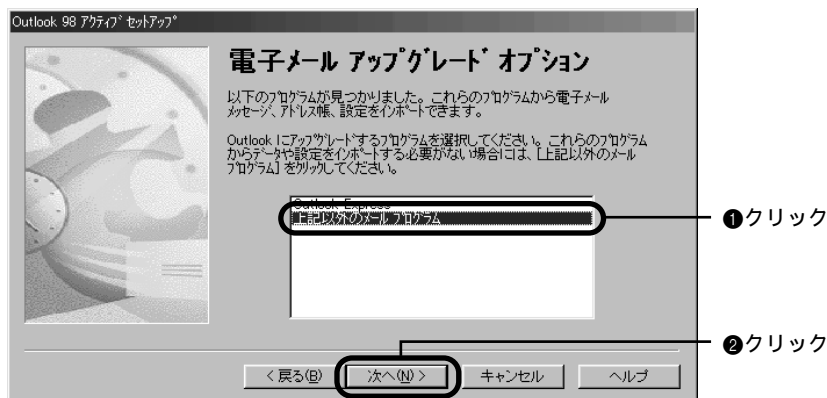 Outlook 98 ｱｸﾃｨﾌﾞ ｾｯﾄｱｯﾌﾟ
電子メール アップグレード オプション
以下のﾌﾟﾛｸﾞﾗﾑが見つかりました。これらのﾌﾟﾛｸﾞﾗﾑから電子メール
ﾒｯｾｰｼﾞ、ｱﾄﾞﾚｽ帳、設定をｲﾝﾎﾟｰﾄできます。
Outlook にｱｯﾌﾟｸﾞﾚｰﾄﾞするﾌﾟﾛｸﾞﾗﾑを選択してください。これらのﾌﾟﾛｸﾞﾗﾑ
からﾃﾞｰﾀや設定をｲﾝﾎﾟｰﾄする必要がない場合には、[上記以外のﾒｰﾙ
ﾌﾟﾛｸﾞﾗﾑ] をｸﾘｯｸしてください。
Outlook Express
上記以外のﾒｰﾙ ﾌﾟﾛｸﾞﾗﾑ
❶クリック
❷クリック
< 戻る(B)
次へ(N) >
キャンセル
ヘルプ